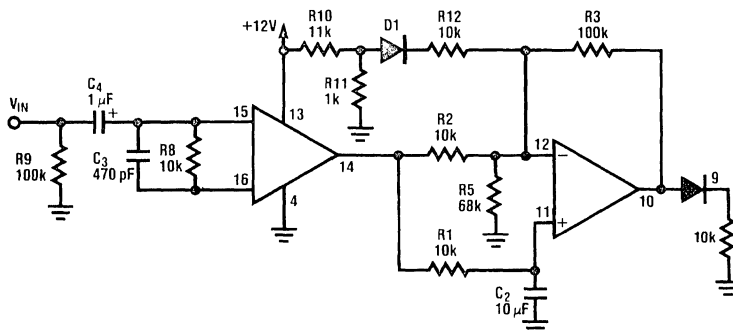 +12V
R10
11k
D1
R12
10k
R3
100k
C4
1 µF
+
VIN
R11
1k
15
13
R2
10k
R9
100k
C3
470 pF
R8
10k
16
4
14
R5
68k
12
−
11
+
10
9
10k
R1
10k
C2
10 µF